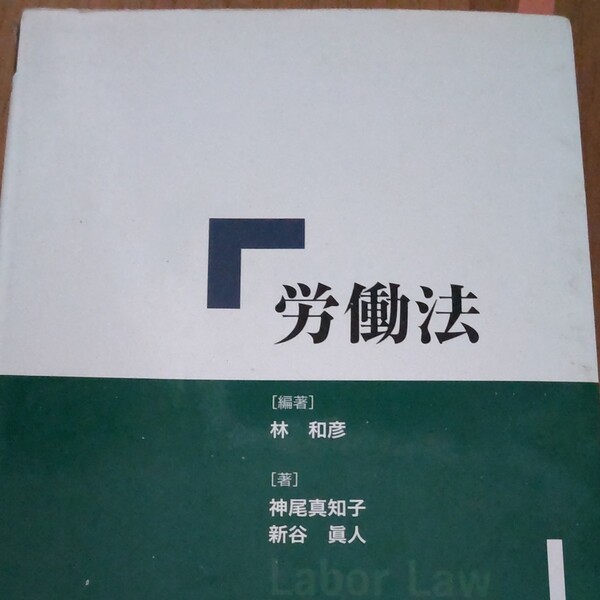 労働法
［編著］
林　和彦
［著］
神尾真知子
新谷　眞人
Labor Law